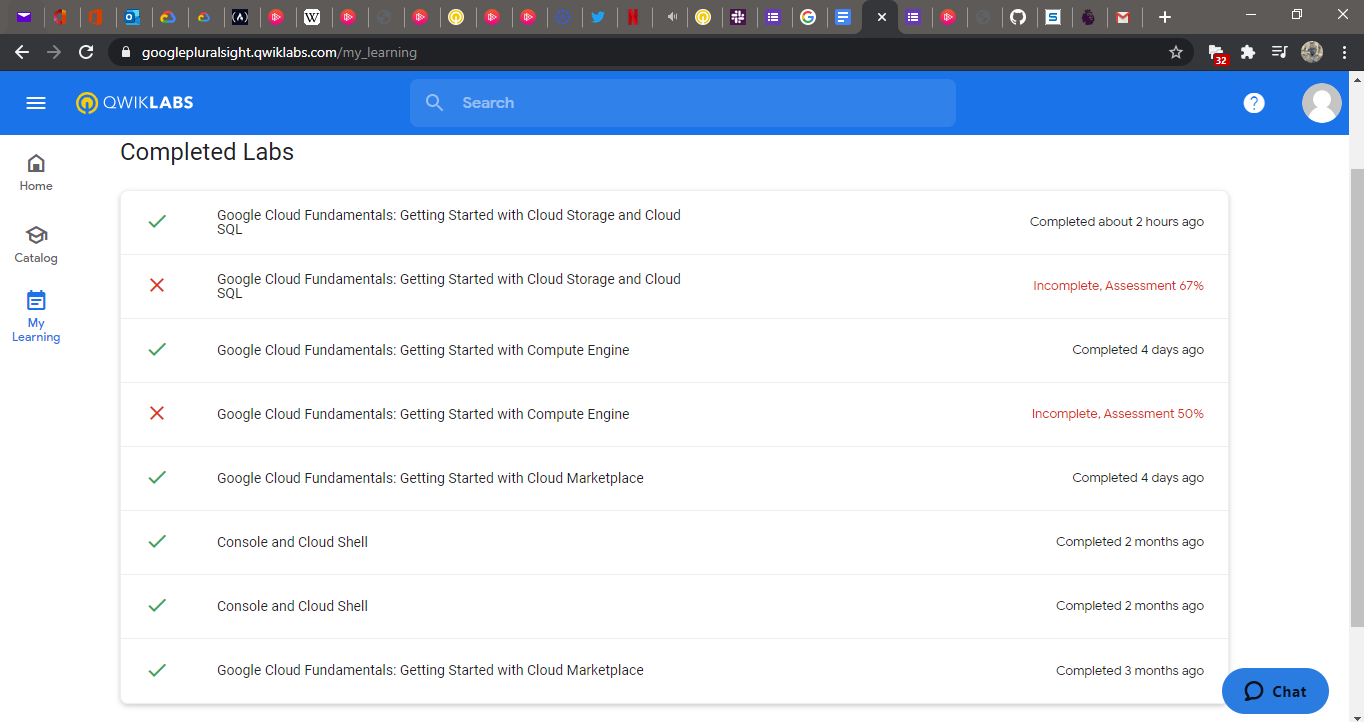 googlepluralsight.qwiklabs.com/my_learning
32
QWIKLABS
Search
?
Home
Catalog
My
Learning
Completed Labs
Google Cloud Fundamentals: Getting Started with Cloud Storage and Cloud
SQL
Completed about 2 hours ago
Google Cloud Fundamentals: Getting Started with Cloud Storage and Cloud
SQL
Incomplete, Assessment 67%
Google Cloud Fundamentals: Getting Started with Compute Engine
Completed 4 days ago
Google Cloud Fundamentals: Getting Started with Compute Engine
Incomplete, Assessment 50%
Google Cloud Fundamentals: Getting Started with Cloud Marketplace
Completed 4 days ago
Console and Cloud Shell
Completed 2 months ago
Console and Cloud Shell
Completed 2 months ago
Google Cloud Fundamentals: Getting Started with Cloud Marketplace
Completed 3 months ago
Chat